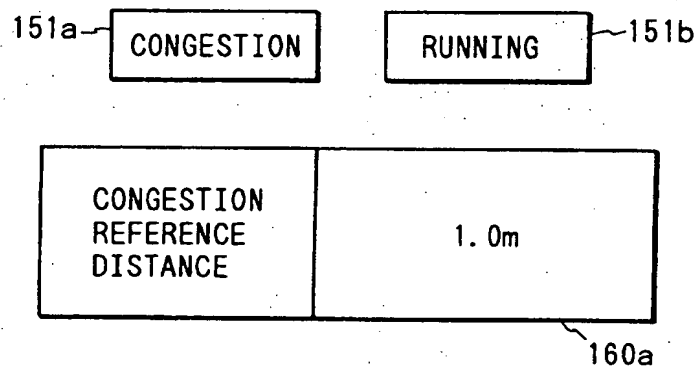 151a
CONGESTION
RUNNING
151b
CONGESTION
REFERENCE
DISTANCE
1.0m
160a